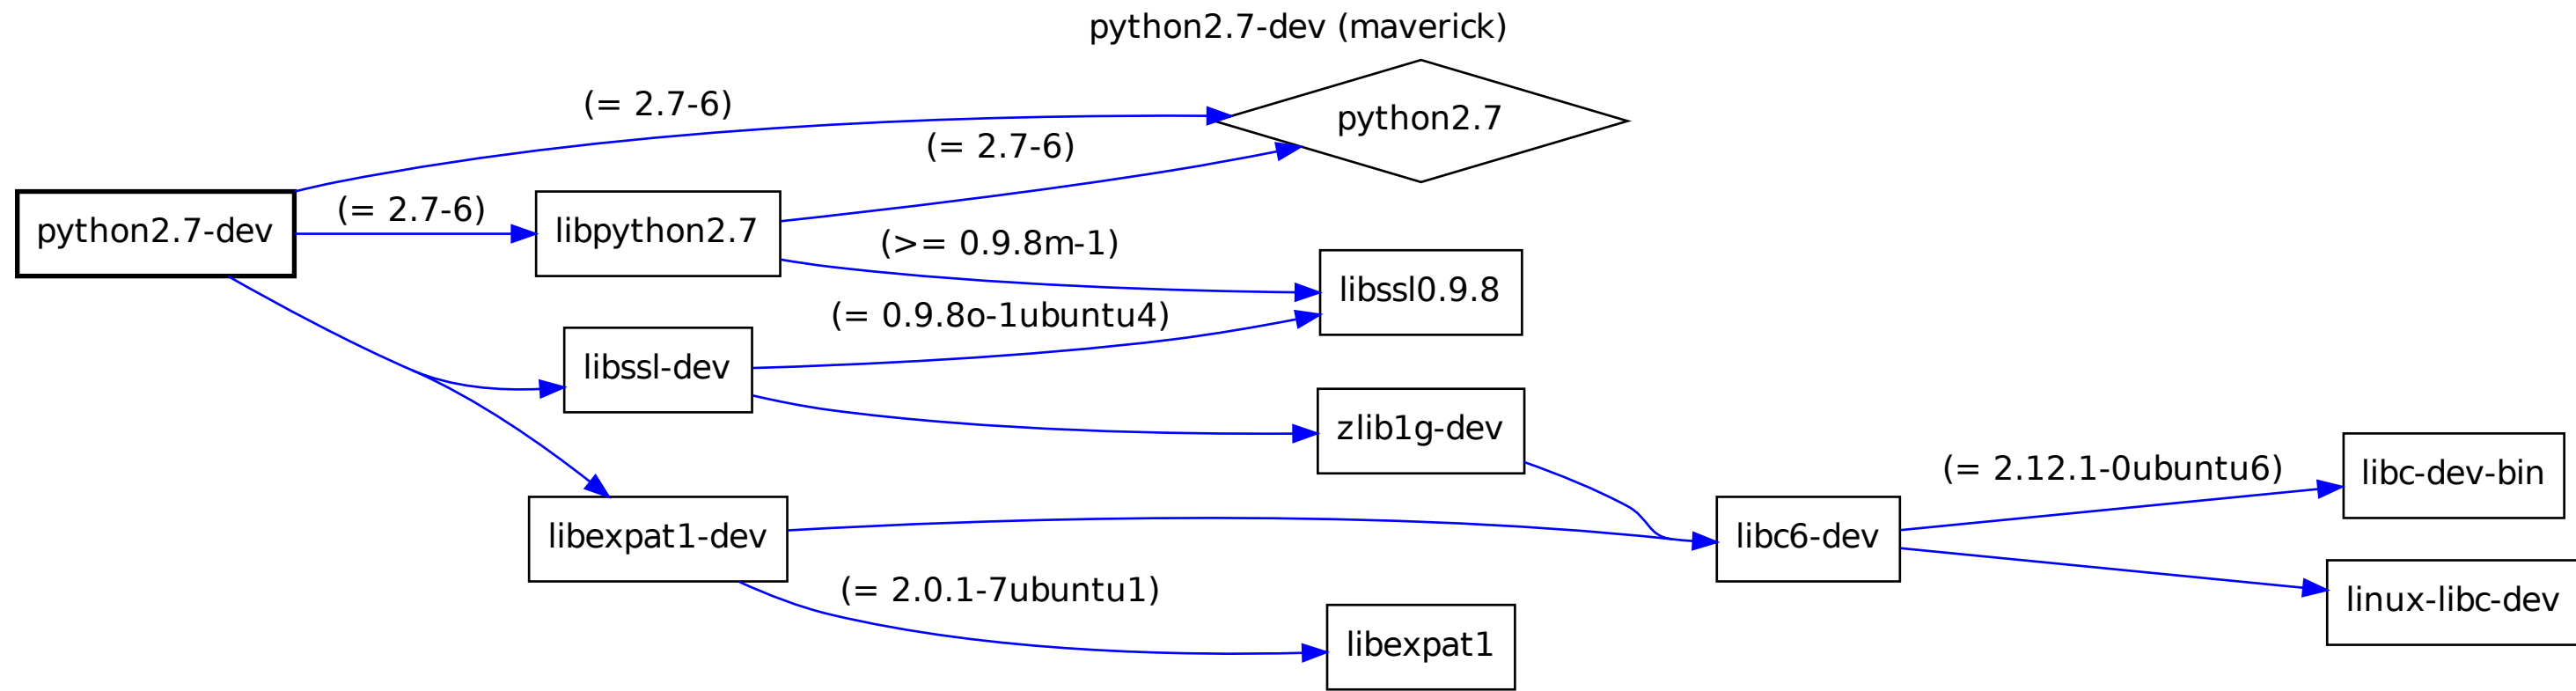 python2.7-dev (maverick)
(= 2.7-6)
python2.7
(= 2.7-6)
python2.7-dev
(= 2.7-6)
libpython2.7
(>= 0.9.8m-1)
libssl0.9.8
(= 0.9.8o-1ubuntu4)
libssl-dev
zlib1g-dev
(= 2.12.1-0ubuntu6)
libc-dev-bin
libexpat1-dev
libc6-dev
(= 2.0.1-7ubuntu1)
linux-libc-dev
libexpat1